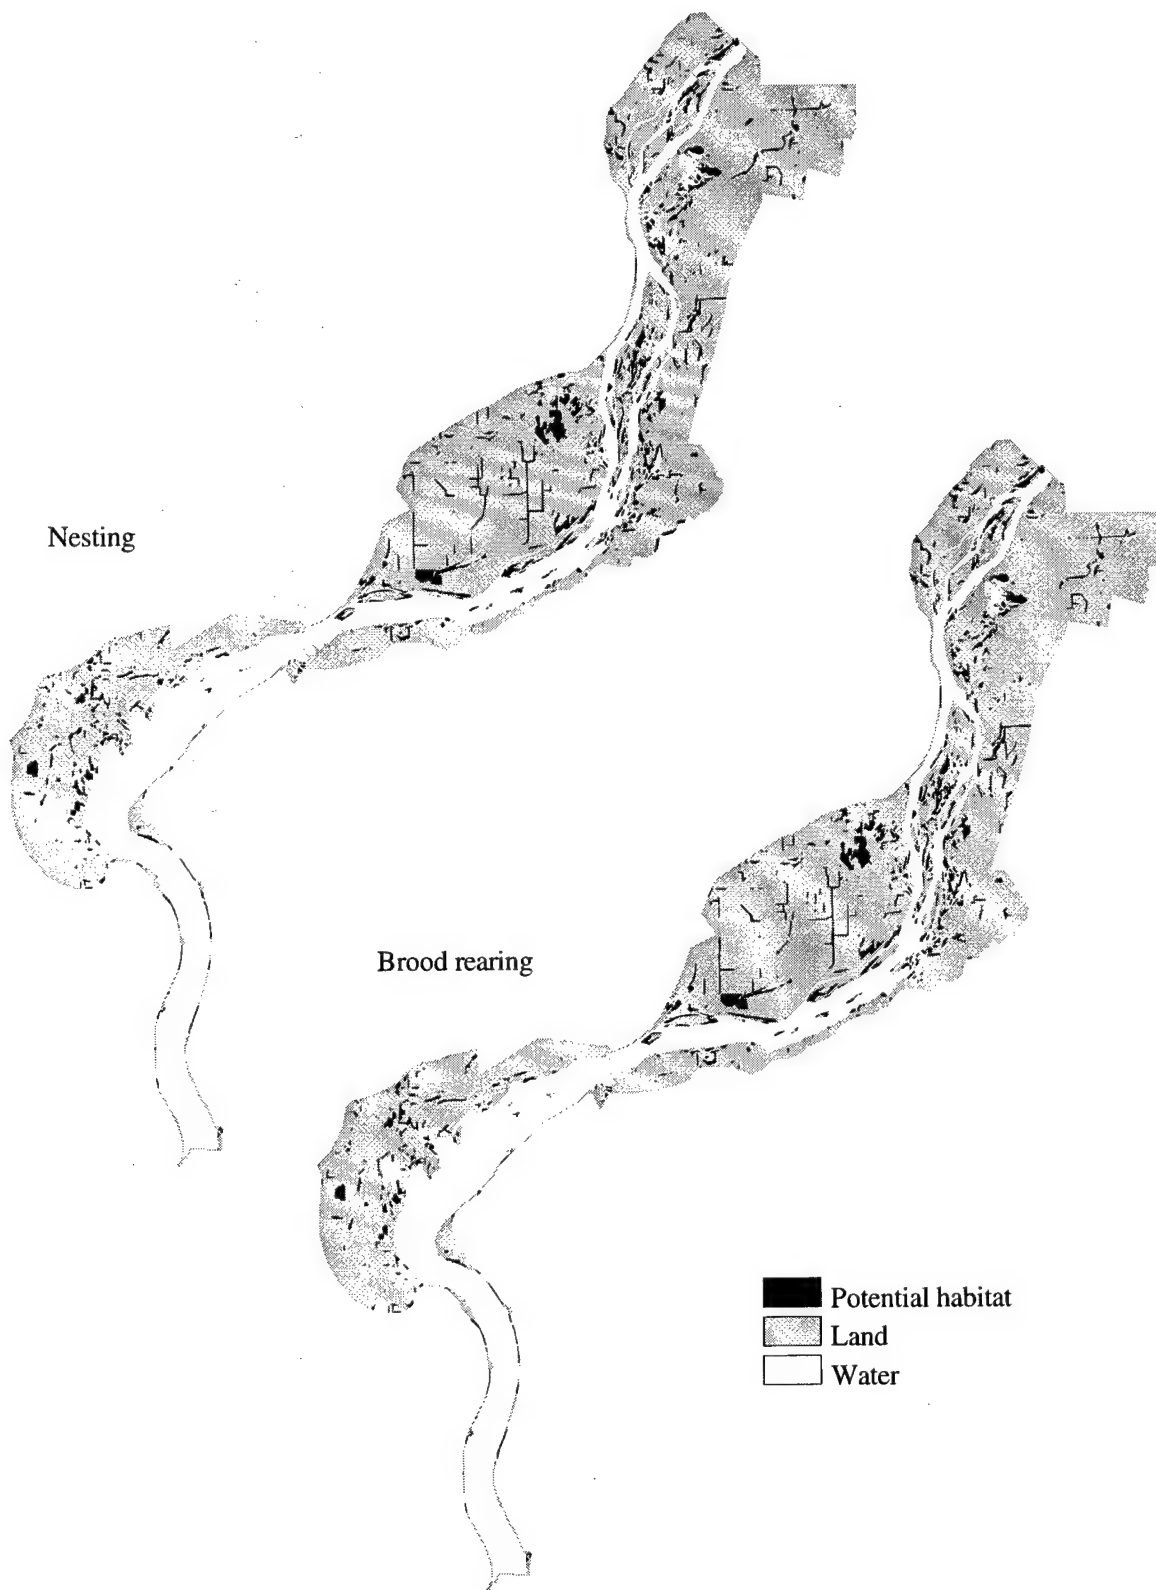 Nesting
Brood rearing
Potential habitat
Land
Water